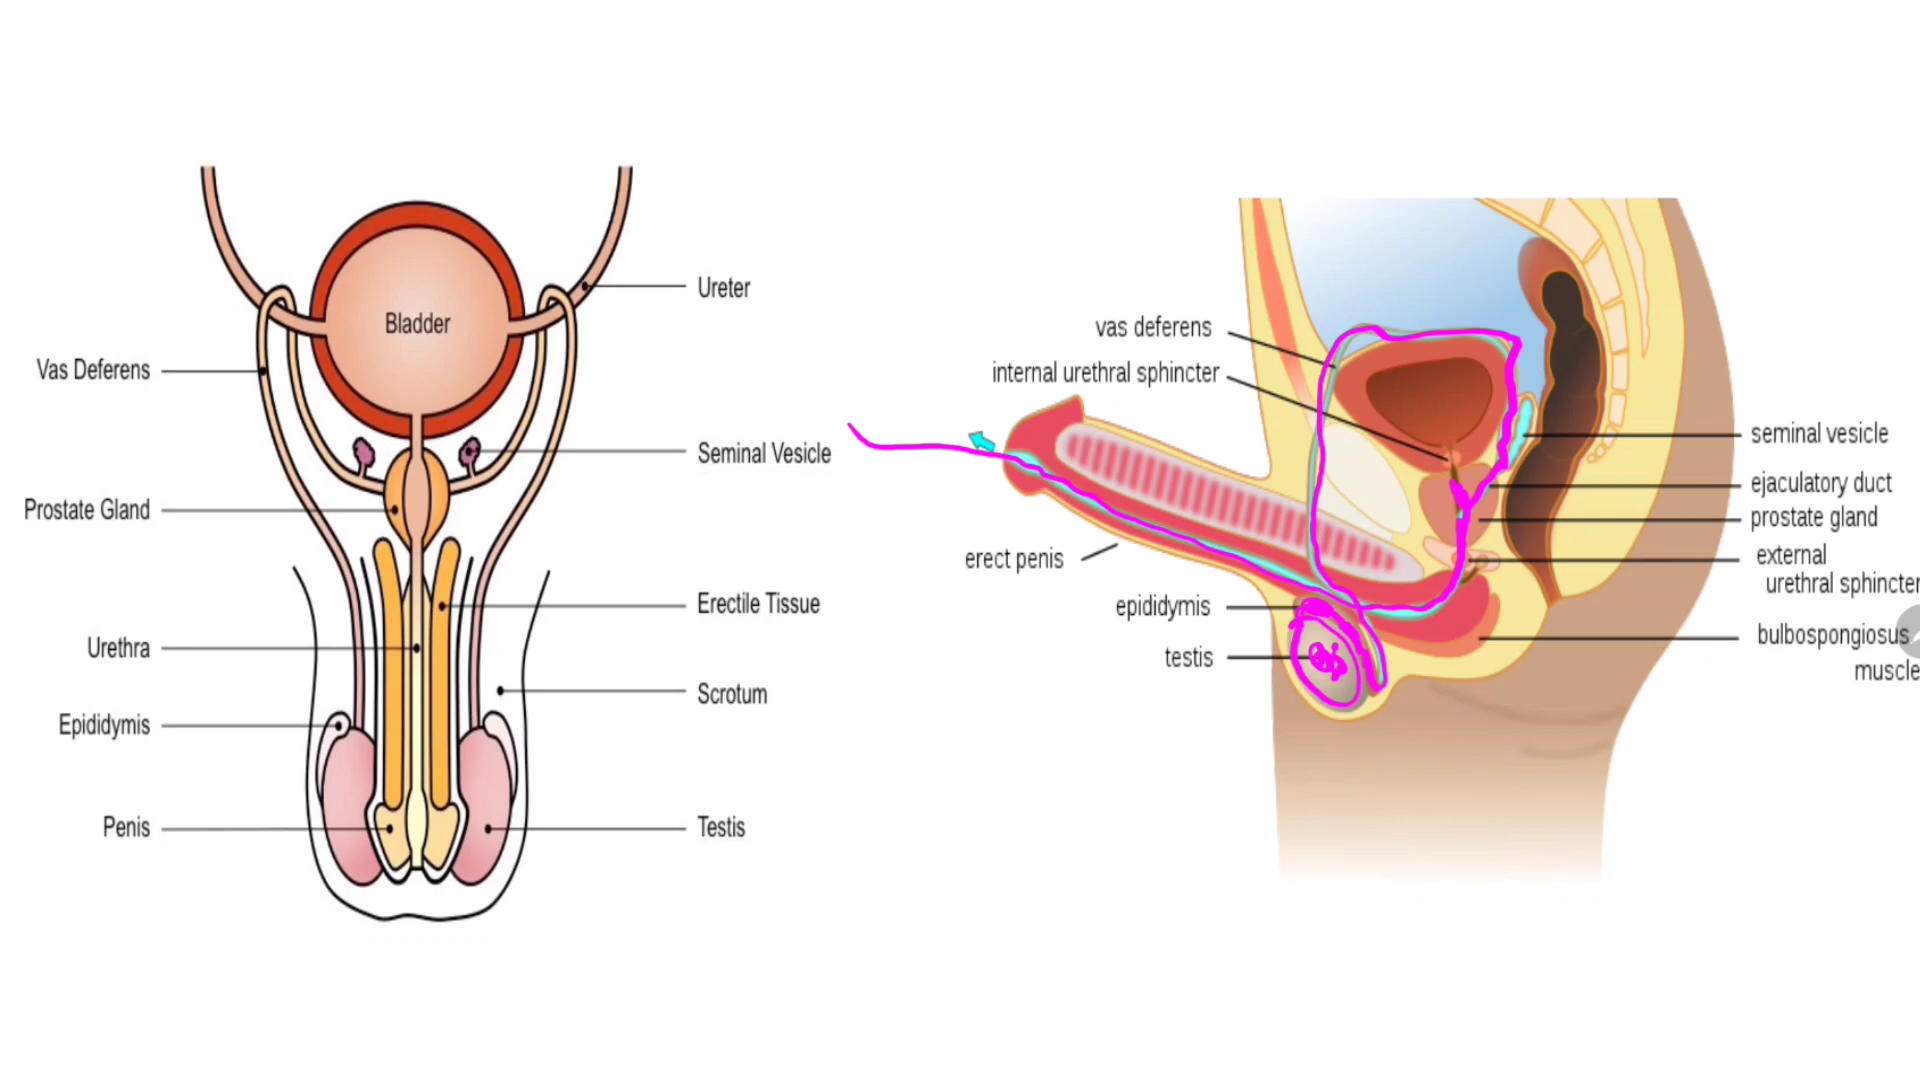 Bladder
Ureter
Vas Deferens
Seminal Vesicle
Prostate Gland
Erectile Tissue
Urethra
Scrotum
Epididymis
Penis
Testis
vas deferens
internal urethral sphincter
seminal vesicle
ejaculatory duct
prostate gland
erect penis
external
urethral sphincter
epididymis
bulbospongiosus
testis
muscle